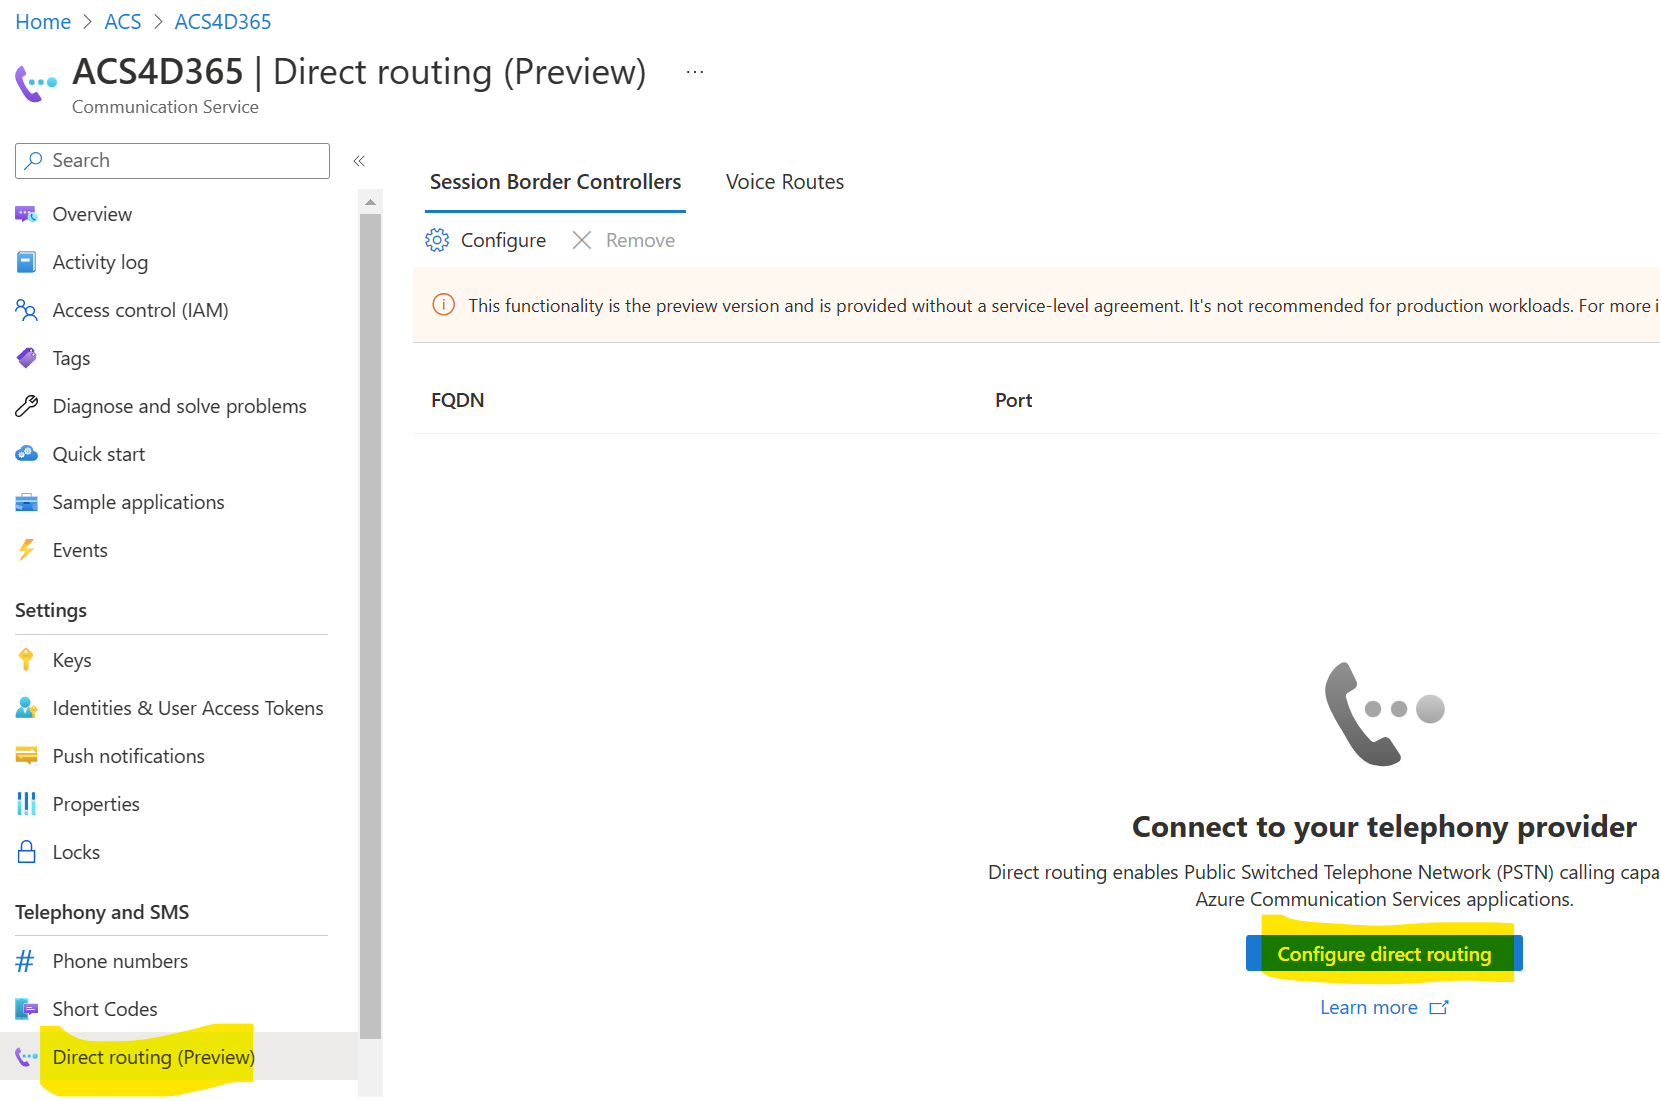 Home > ACS > ACS4D365
ACS4D365 | Direct routing (Preview) ...
Communication Service
Search
«
Overview
Activity log
Access control (IAM)
Tags
Diagnose and solve problems
Quick start
Sample applications
Events
Settings
Keys
Identities & User Access Tokens
Push notifications
Properties
Locks
Telephony and SMS
Phone numbers
Short Codes
Direct routing (Preview)
Session Border Controllers Voice Routes
Configure Remove
This functionality is the preview version and is provided without a service-level agreement. It's not recommended for production workloads. For more i
FQDN Port
Connect to your telephony provider
Direct routing enables Public Switched Telephone Network (PSTN) calling capa
Azure Communication Services applications.
Configure direct routing
Learn more